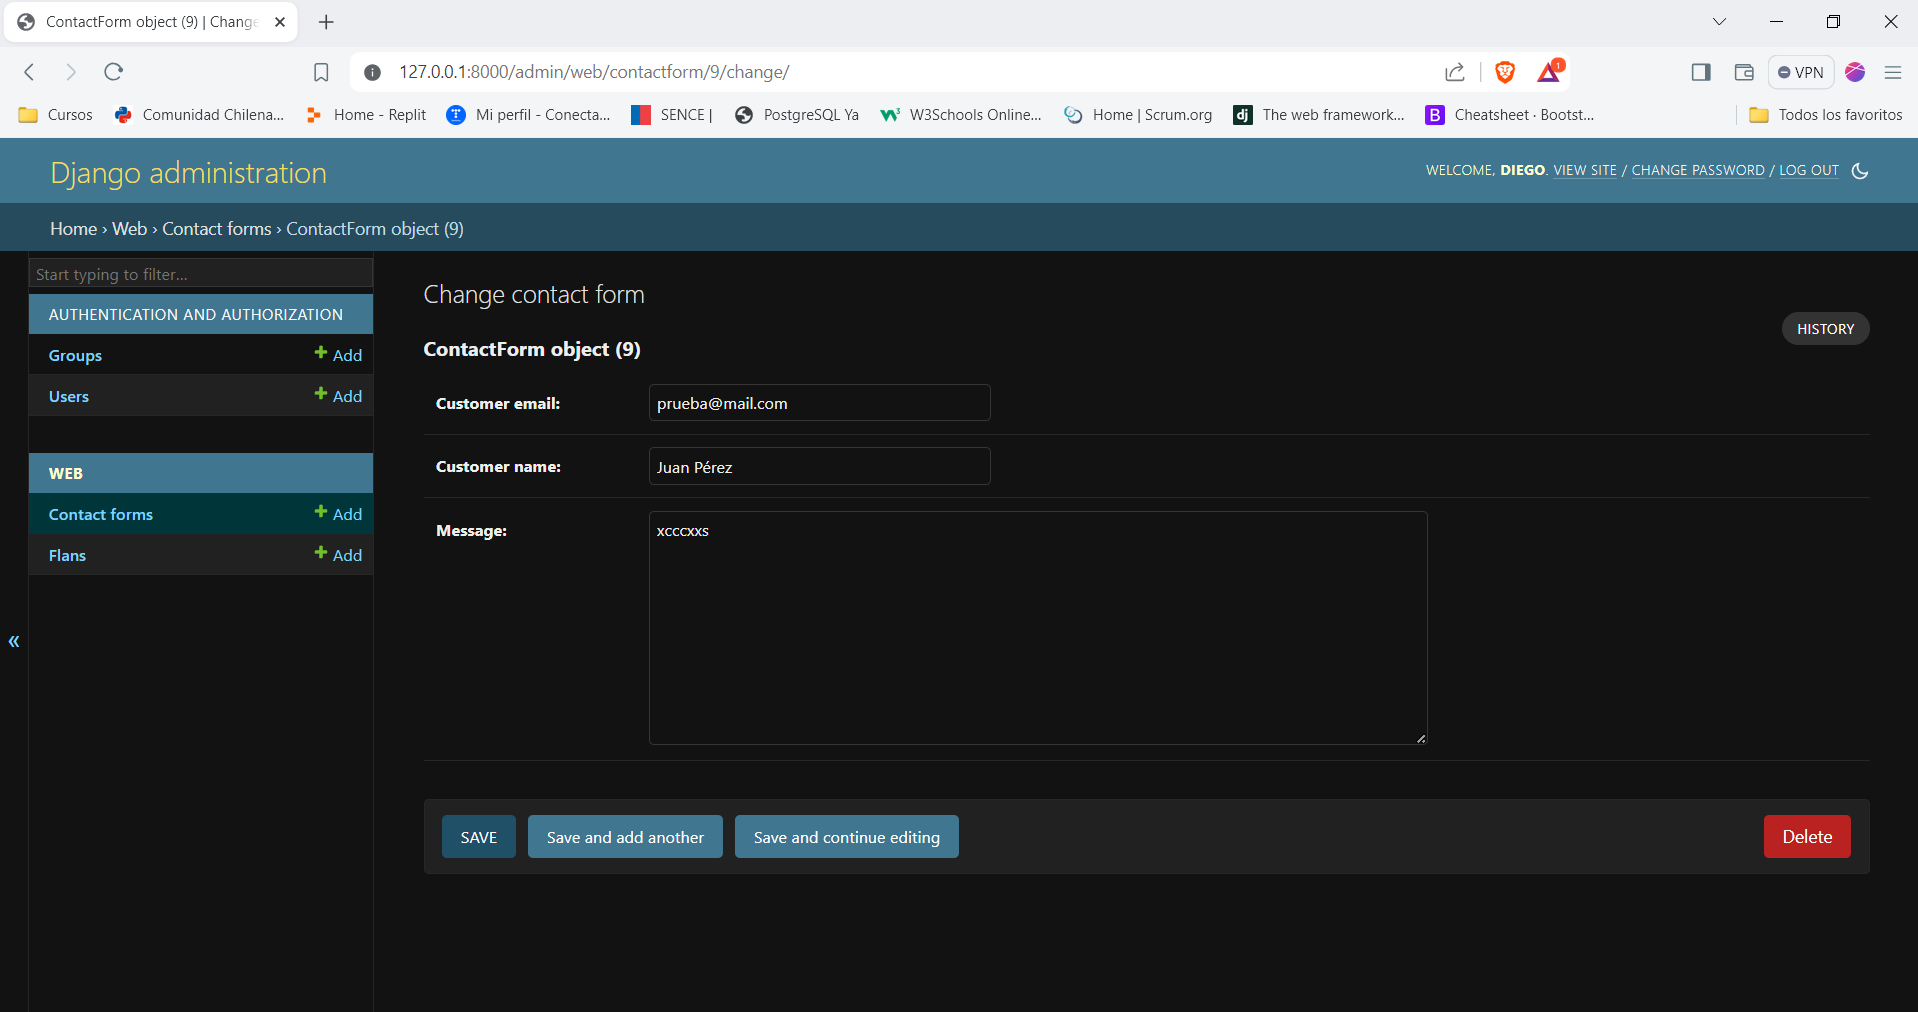 ContactForm object (9) | Change
127.0.0.1:8000/admin/web/contactform/9/change/
1
VPN
Cursos
Comunidad Chilena...
Home - Replit
Mi perfil - Conecta...
SENCE |
PostgreSQL Ya
W3Schools Online...
Home | Scrum.org
dj
The web framework...
B
Cheatsheet · Bootst...
Todos los favoritos
Django administration
WELCOME, DIEGO. VIEW SITE / CHANGE PASSWORD / LOG OUT
Home › Web › Contact forms › ContactForm object (9)
Start typing to filter...
AUTHENTICATION AND AUTHORIZATION
Groups
Add
Users
Add
WEB
Contact forms
Add
Flans
Add
«
Change contact form
HISTORY
ContactForm object (9)
Customer email:
prueba@mail.com
Customer name:
Juan Pérez
Message:
xcccxxs
SAVE
Save and add another
Save and continue editing
Delete